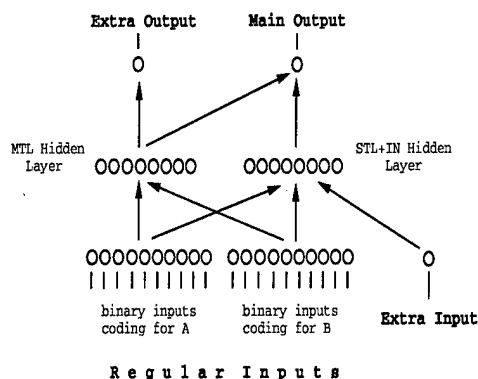 Extra Output Main Output
MTL Hidden
Layer
STL+IN Hidden
Layer
binary inputs
coding for A
binary inputs
coding for B
Extra Input
Regular Inputs